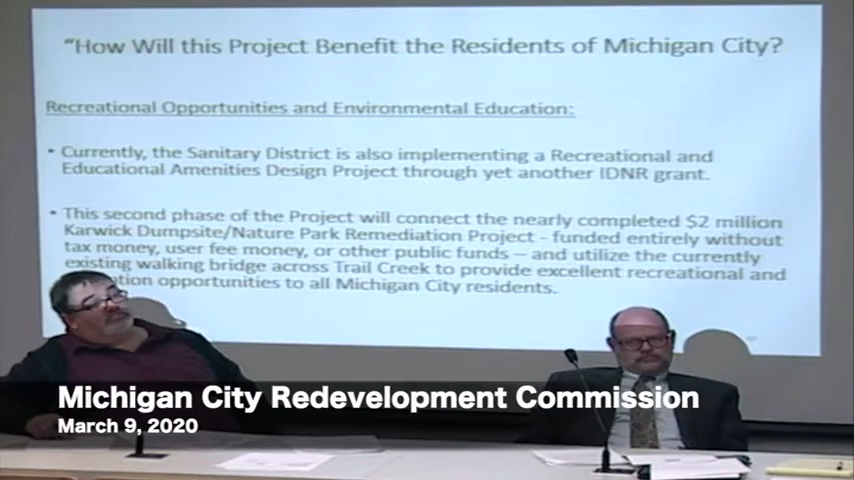 "How Will this Project Benefit the Residents of Michigan City?
Recreational Opportunities and Environmental Education:
• Currently, the Sanitary District is also implementing a Recreational and
Educational Amenities Design Project through yet another IDNR grant.
• This second phase of the Project will connect the nearly completed $2 million
Karwick Dumpsite/Nature Park Remediation Project - funded entirely without
tax money, user fee money, or other public funds – and utilize the currently
existing walking bridge across Trail Creek to provide excellent recreational and
opportunities to all Michigan City residents.
Michigan City Redevelopment Commission
March 9, 2020